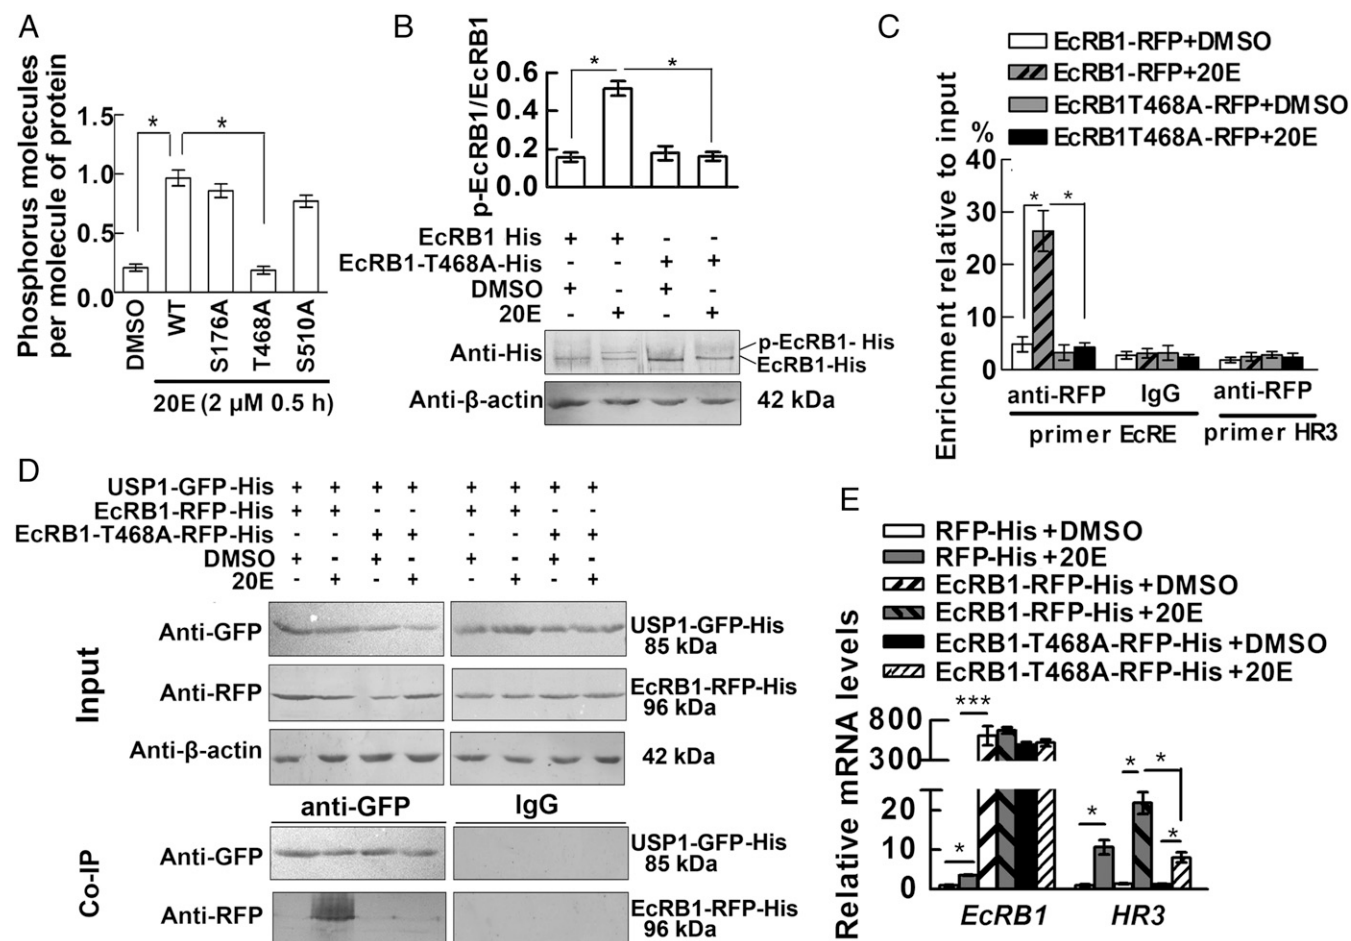 A
Phosphorus molecules
per molecule of protein
1.5
1.0
0.5
0.0
*
*
DMSO
WT
S176A
T468A
S510A
20E (2 μM 0.5 h)
B
p-EcRB1/EcRB1
0.6
0.4
0.2
0.0
*
*
EcRB1 His + + - -
EcRB1-T468A-His - - + +
DMSO + - + -
20E - + - +
Anti-His
p-EcRB1- His
EcRB1-His
Anti-β-actin
42 kDa
C
EcRB1-RFP+DMSO
EcRB1-RFP+20E
EcRB1T468A-RFP+DMSO
EcRB1T468A-RFP+20E
Enrichment relative to input
%
40
30
20
10
0
*
*
anti-RFP IgG anti-RFP
primer EcRE primer HR3
D
USP1-GFP-His + + + + + + + +
EcRB1-RFP-His + + - - + + - -
EcRB1-T468A-RFP-His - - + + - - + +
DMSO + - + - + - + -
20E - + - + - + - +
Input
Anti-GFP
USP1-GFP-His
85 kDa
Anti-RFP
EcRB1-RFP-His
96 kDa
Anti-β-actin
42 kDa
anti-GFP IgG
Co-IP
Anti-GFP
USP1-GFP-His
85 kDa
Anti-RFP
EcRB1-RFP-His
96 kDa
E
RFP-His +DMSO
RFP-His +20E
EcRB1-RFP-His +DMSO
EcRB1-RFP-His +20E
EcRB1-T468A-RFP-His +DMSO
EcRB1-T468A-RFP-His +20E
Relative mRNA levels
800
300
20
10
0
***
*
*
*
*
*
EcRB1 HR3